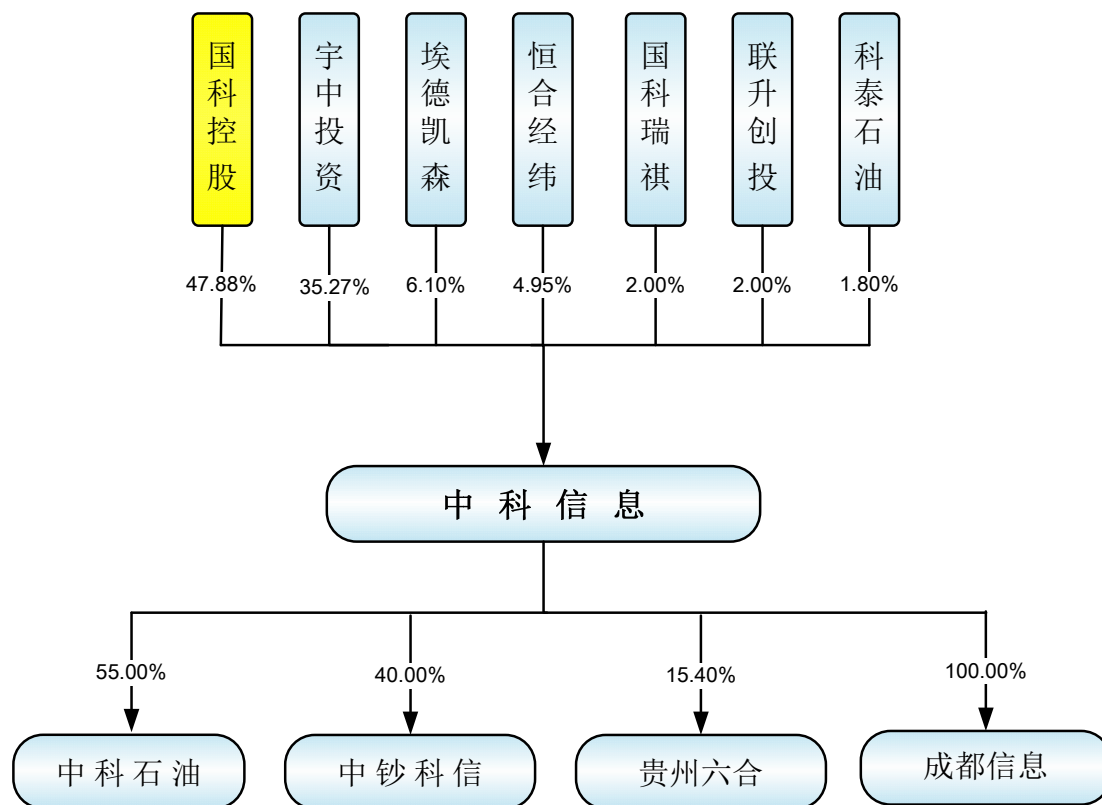 国科控股
宇中投资
埃德凯森
恒合经纬
国科瑞祺
联升创投
科泰石油
47.88%
35.27%
6.10%
4.95%
2.00%
2.00%
1.80%
中科信息
55.00%
40.00%
15.40%
100.00%
中科石油
中钞科信
贵州六合
成都信息